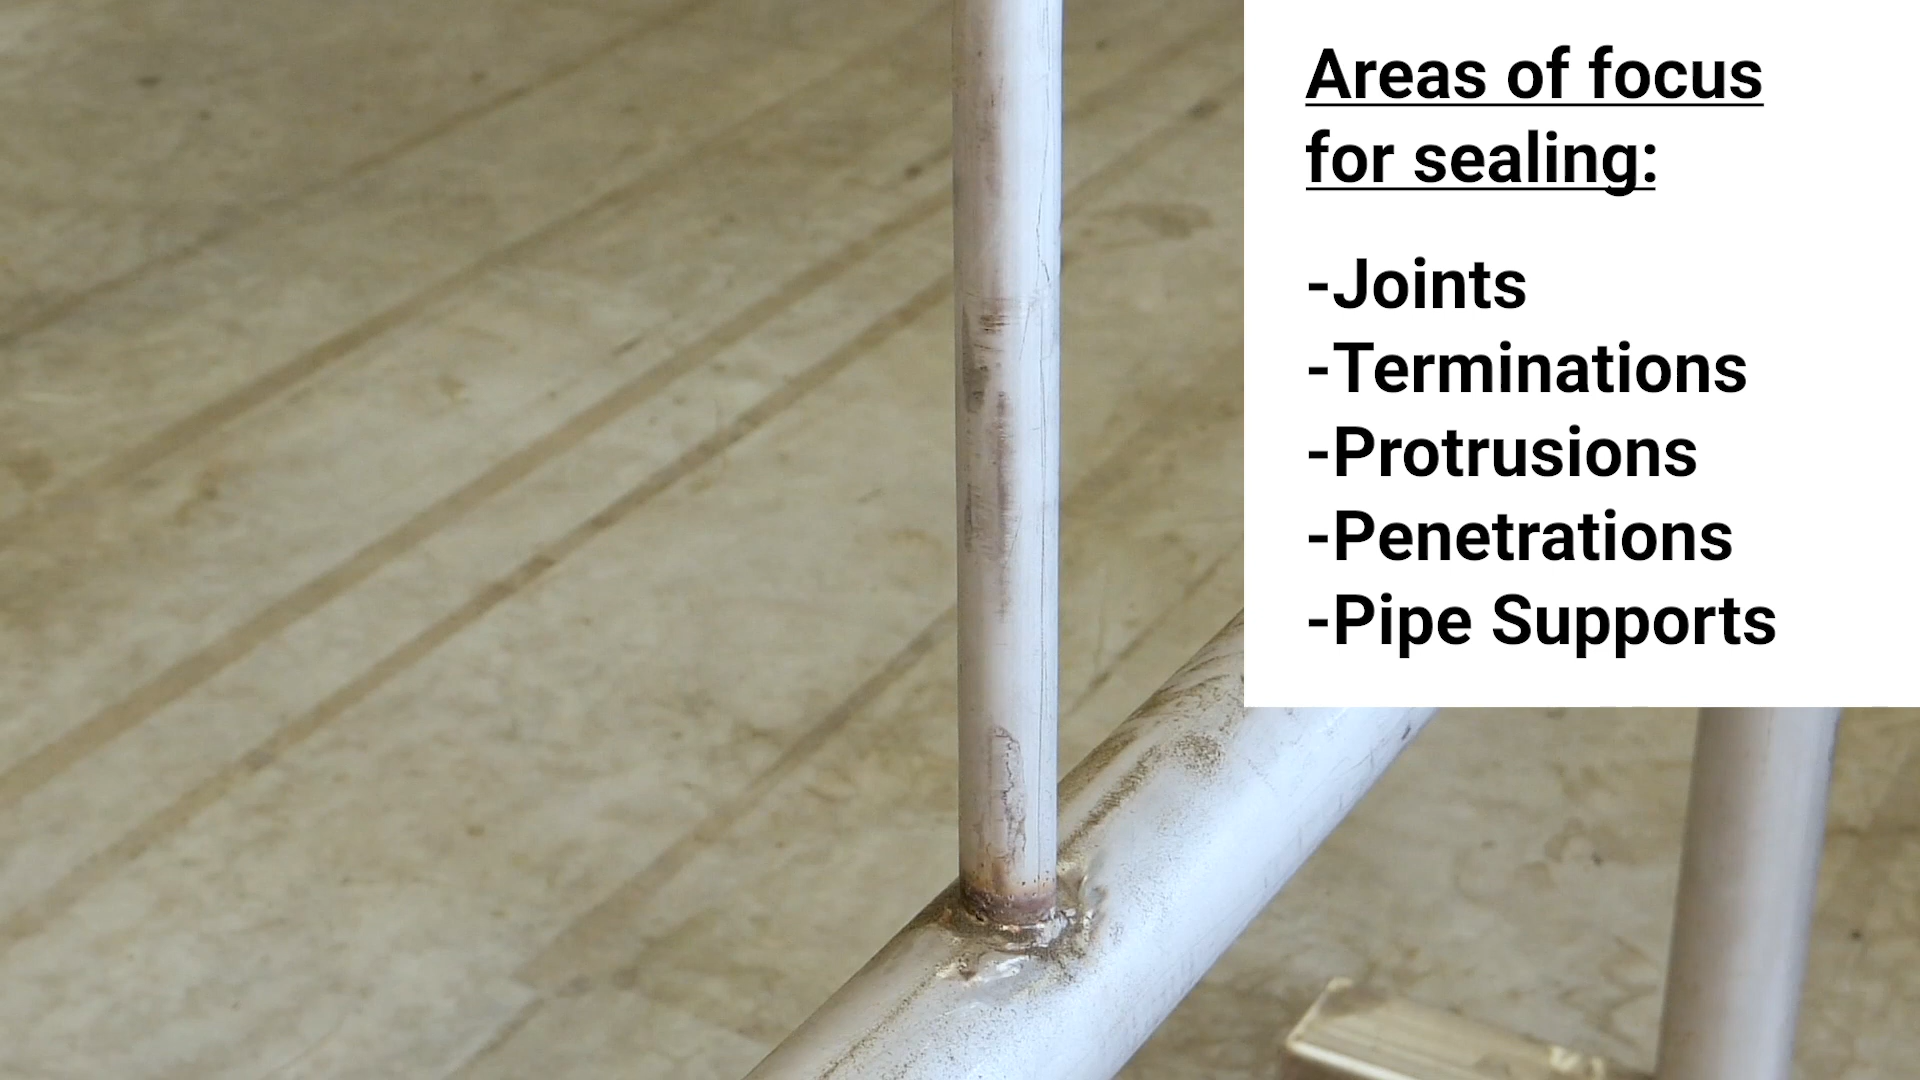 Areas of focus
for sealing:
-Joints
-Terminations
-Protrusions
-Penetrations
-Pipe Supports